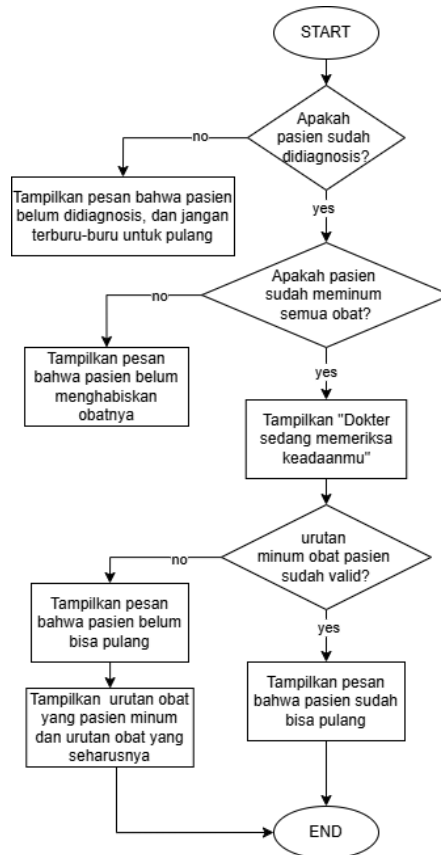 START
Apakah
pasien sudah
didiagnosis?
no
Tampilkan pesan bahwa pasien
belum didiagnosis, dan jangan
terburu-buru untuk pulang
yes
Apakah pasien
sudah meminum
semua obat?
no
Tampilkan pesan
bahwa pasien belum
menghabiskan
obatnya
yes
Tampilkan "Dokter
sedang memeriksa
keadaanmu"
urutan
minum obat pasien
sudah valid?
no
Tampilkan pesan
bahwa pasien belum
bisa pulang
yes
Tampilkan pesan
bahwa pasien sudah
bisa pulang
Tampilkan urutan obat
yang pasien minum
dan urutan obat yang
seharusnya
END